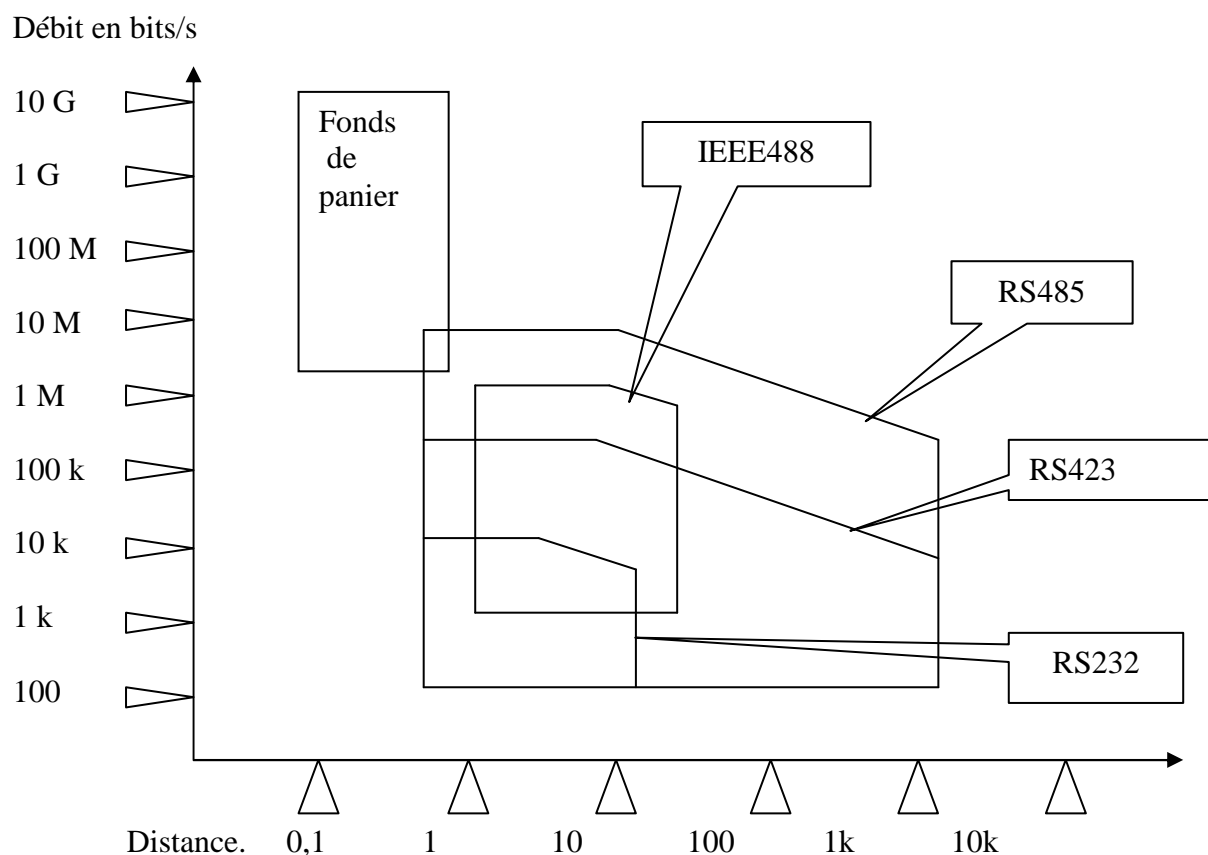 Débit en bits/s
10 G
1 G
100 M
10 M
1 M
100 k
10 k
1 k
100
Fonds
de
panier
IEEE488
RS485
RS423
RS232
Distance. 0,1 1 10 100 1k 10k